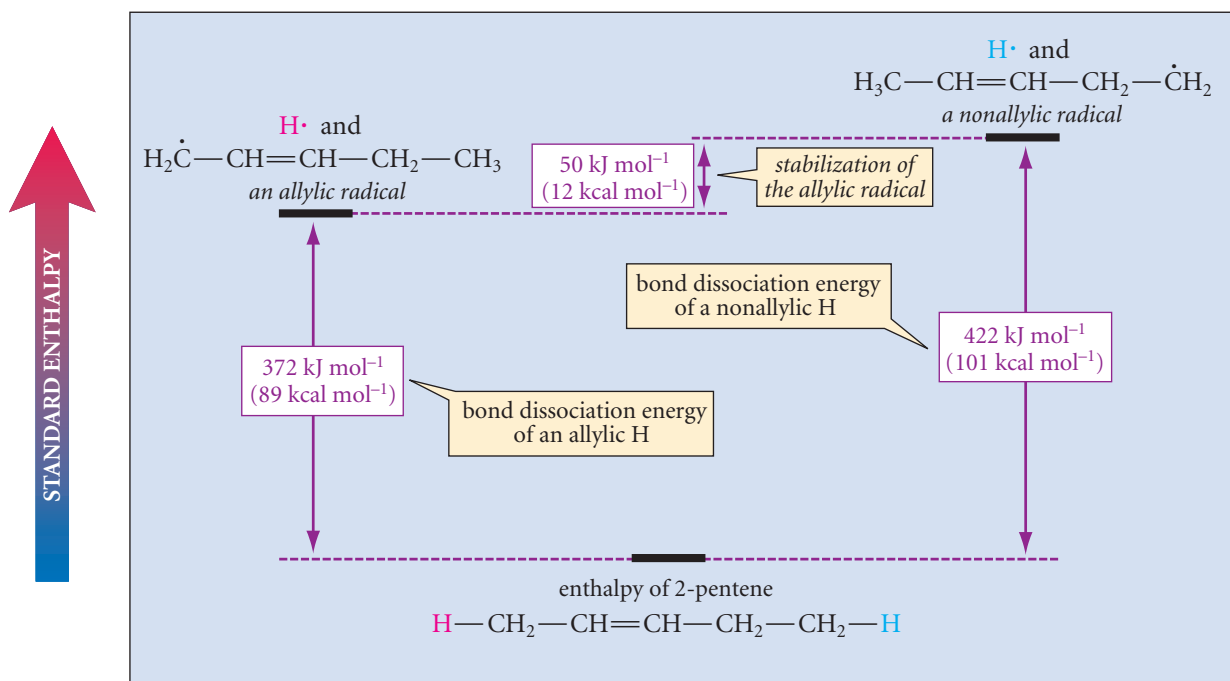 STANDARD ENTHALPY
H· and
H₂Ċ—CH=CH—CH₂—CH₃
an allylic radical
50 kJ mol⁻¹
(12 kcal mol⁻¹)
stabilization of
the allylic radical
H· and
H₃C—CH=CH—CH₂—ĊH₂
a nonallylic radical
372 kJ mol⁻¹
(89 kcal mol⁻¹)
bond dissociation energy
of an allylic H
bond dissociation energy
of a nonallylic H
422 kJ mol⁻¹
(101 kcal mol⁻¹)
enthalpy of 2-pentene
H—CH₂—CH=CH—CH₂—CH₂—H